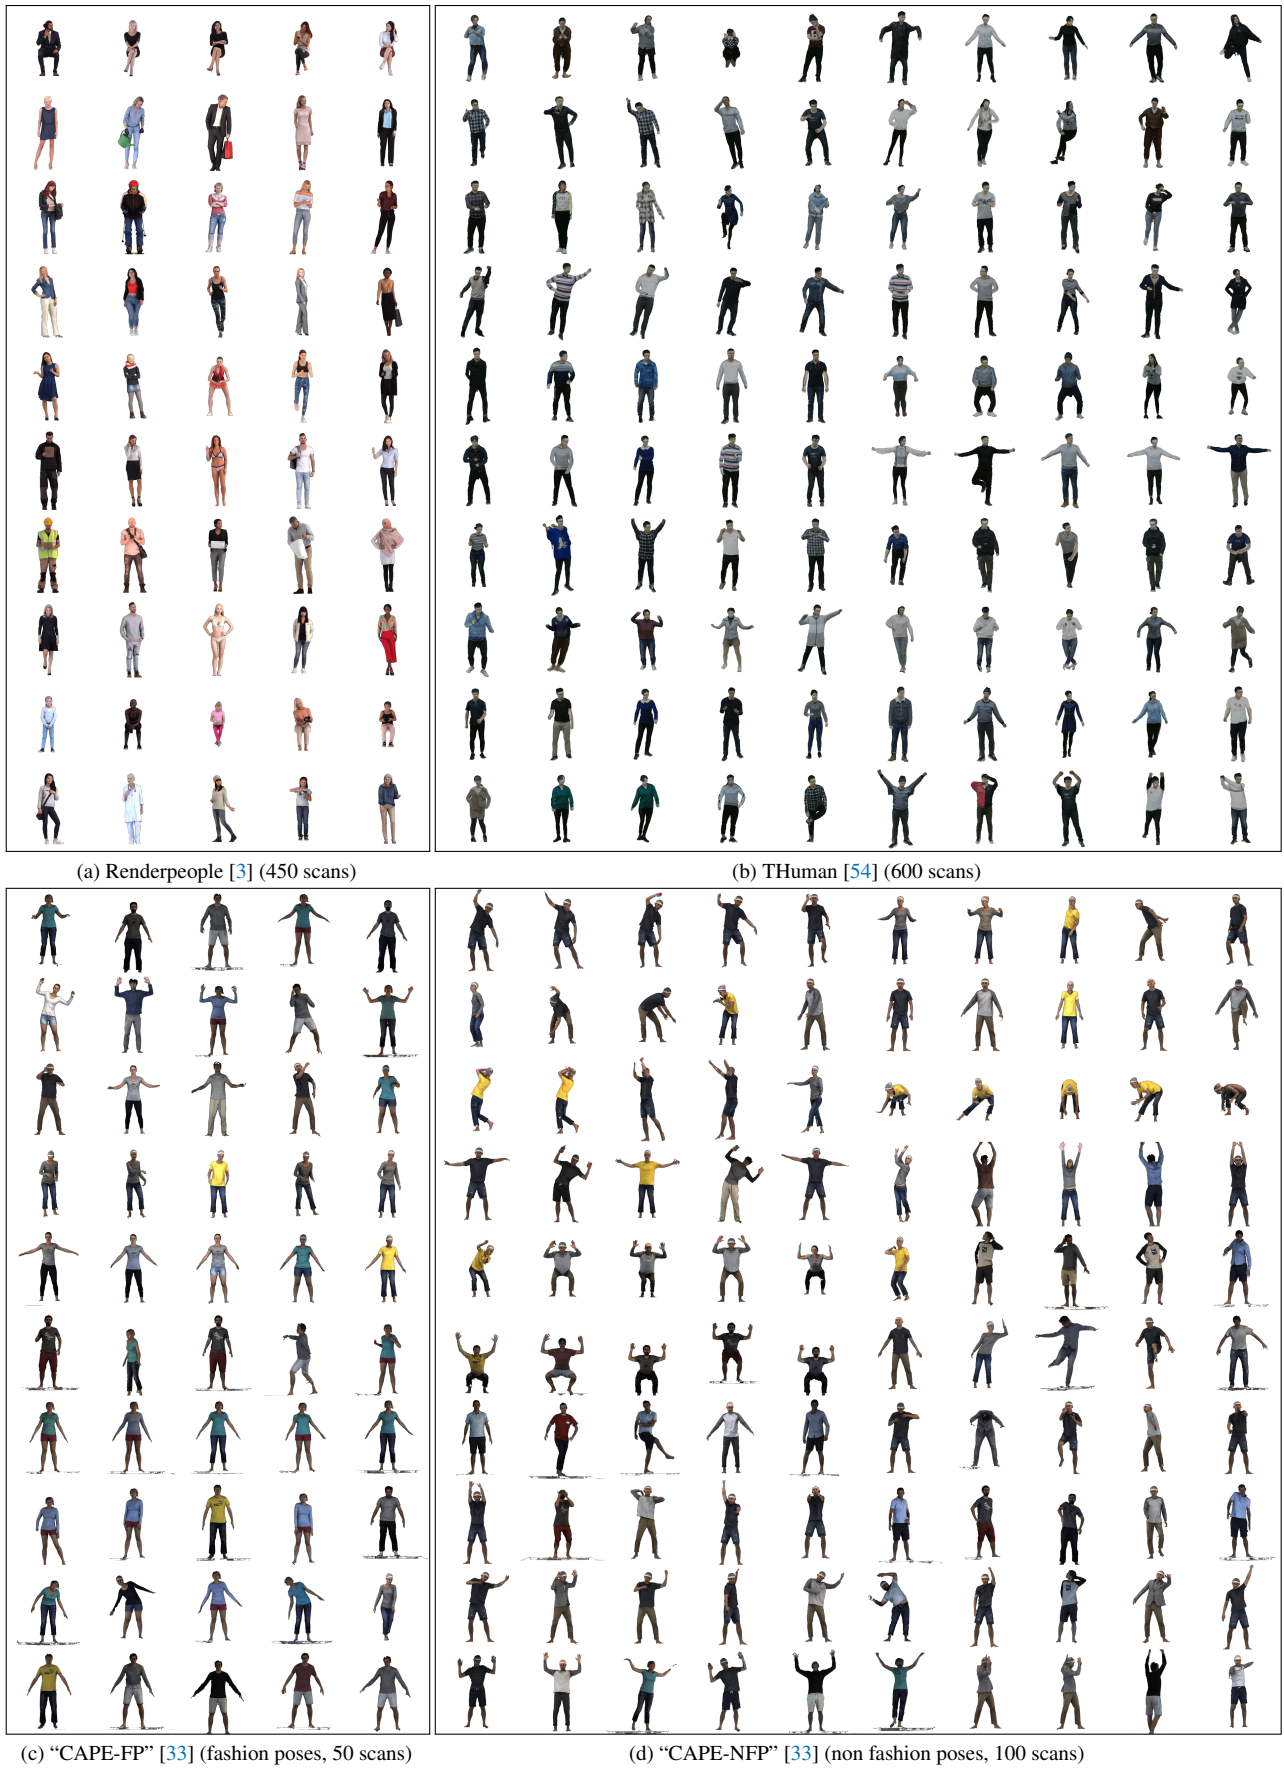 (a) Renderpeople [3] (450 scans)
(b) THuman [54] (600 scans)
(c) “CAPE-FP” [33] (fashion poses, 50 scans)
(d) “CAPE-NFP” [33] (non fashion poses, 100 scans)